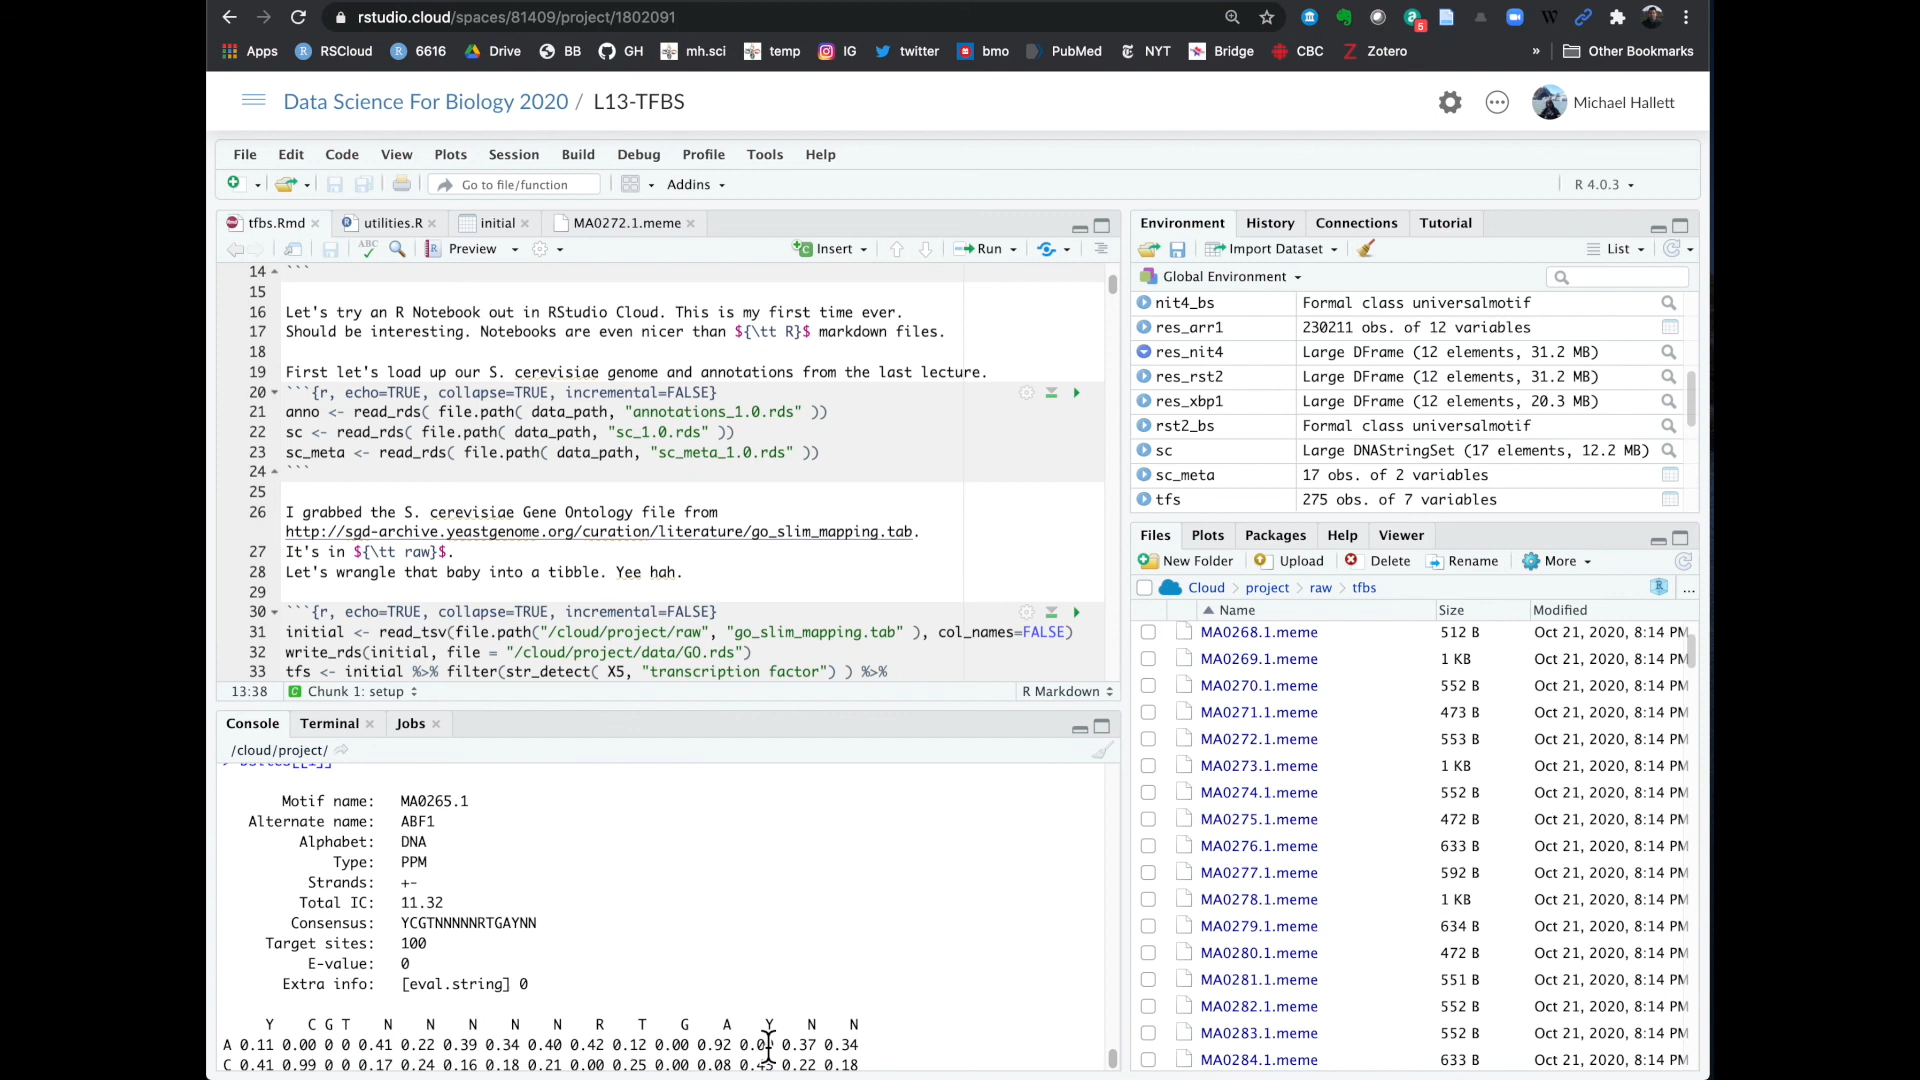 rstudio.cloud/spaces/81409/project/1802091
Apps RSCloud 6616 Drive BB GH mh.sci temp IG twitter bmo PubMed NYT Bridge CBC Zotero » Other Bookmarks
5
Data Science For Biology 2020 / L13-TFBS
Michael Hallett
File Edit Code View Plots Session Build Debug Profile Tools Help
Go to file/function Addins R 4.0.3
tfbs.Rmd utilities.R initial MA0272.1.meme
ABC Preview Insert Run
14 ```
15
16 Let's try an R Notebook out in RStudio Cloud. This is my first time ever.
17 Should be interesting. Notebooks are even nicer than ${\tt R}$ markdown files.
18
19 First let's load up our S. cerevisiae genome and annotations from the last lecture.
20 ```{r, echo=TRUE, collapse=TRUE, incremental=FALSE}
21 anno <- read_rds( file.path( data_path, "annotations_1.0.rds" ))
22 sc <- read_rds( file.path( data_path, "sc_1.0.rds" ))
23 sc_meta <- read_rds( file.path( data_path, "sc_meta_1.0.rds" ))
24 ```
25
26 I grabbed the S. cerevisiae Gene Ontology file from
http://sgd-archive.yeastgenome.org/curation/literature/go_slim_mapping.tab.
27 It's in ${\tt raw}$.
28 Let's wrangle that baby into a tibble. Yee hah.
29
30 ```{r, echo=TRUE, collapse=TRUE, incremental=FALSE}
31 initial <- read_tsv(file.path("/cloud/project/raw", "go_slim_mapping.tab" ), col_names=FALSE)
32 write_rds(initial, file = "/cloud/project/data/GO.rds")
33 tfs <- initial %>% filter(str_detect( X5, "transcription factor") ) %>%
13:38 Chunk 1: setup R Markdown
Console Terminal Jobs
/cloud/project/
> bsites[[1]]
Motif name: MA0265.1
Alternate name: ABF1
Alphabet: DNA
Type: PPM
Strands: +-
Total IC: 11.32
Consensus: YCGTNNNNNRTGAYNN
Target sites: 100
E-value: 0
Extra info: [eval.string] 0
Y C G T N N N N N R T G A Y N N
A 0.11 0.00 0 0 0.41 0.22 0.39 0.34 0.40 0.42 0.12 0.00 0.92 0.37 0.34
C 0.41 0.99 0 0 0.17 0.24 0.16 0.18 0.21 0.00 0.25 0.00 0.08 0.22 0.18
Environment History Connections Tutorial
Import Dataset List
Global Environment
nit4_bs Formal class universalmotif
res_arr1 230211 obs. of 12 variables
res_nit4 Large DFrame (12 elements, 31.2 MB)
res_rst2 Large DFrame (12 elements, 31.2 MB)
res_xbp1 Large DFrame (12 elements, 20.3 MB)
rst2_bs Formal class universalmotif
sc Large DNAStringSet (17 elements, 12.2 MB)
sc_meta 17 obs. of 2 variables
tfs 275 obs. of 7 variables
Files Plots Packages Help Viewer
New Folder Upload Delete Rename More
Cloud project raw tfbs ...
Name Size Modified
MA0268.1.meme 512 B Oct 21, 2020, 8:14 PM
MA0269.1.meme 1 KB Oct 21, 2020, 8:14 PM
MA0270.1.meme 552 B Oct 21, 2020, 8:14 PM
MA0271.1.meme 473 B Oct 21, 2020, 8:14 PM
MA0272.1.meme 553 B Oct 21, 2020, 8:14 PM
MA0273.1.meme 1 KB Oct 21, 2020, 8:14 PM
MA0274.1.meme 552 B Oct 21, 2020, 8:14 PM
MA0275.1.meme 472 B Oct 21, 2020, 8:14 PM
MA0276.1.meme 633 B Oct 21, 2020, 8:14 PM
MA0277.1.meme 592 B Oct 21, 2020, 8:14 PM
MA0278.1.meme 1 KB Oct 21, 2020, 8:14 PM
MA0279.1.meme 634 B Oct 21, 2020, 8:14 PM
MA0280.1.meme 472 B Oct 21, 2020, 8:14 PM
MA0281.1.meme 551 B Oct 21, 2020, 8:14 PM
MA0282.1.meme 552 B Oct 21, 2020, 8:14 PM
MA0283.1.meme 552 B Oct 21, 2020, 8:14 PM
MA0284.1.meme 633 B Oct 21, 2020, 8:14 PM